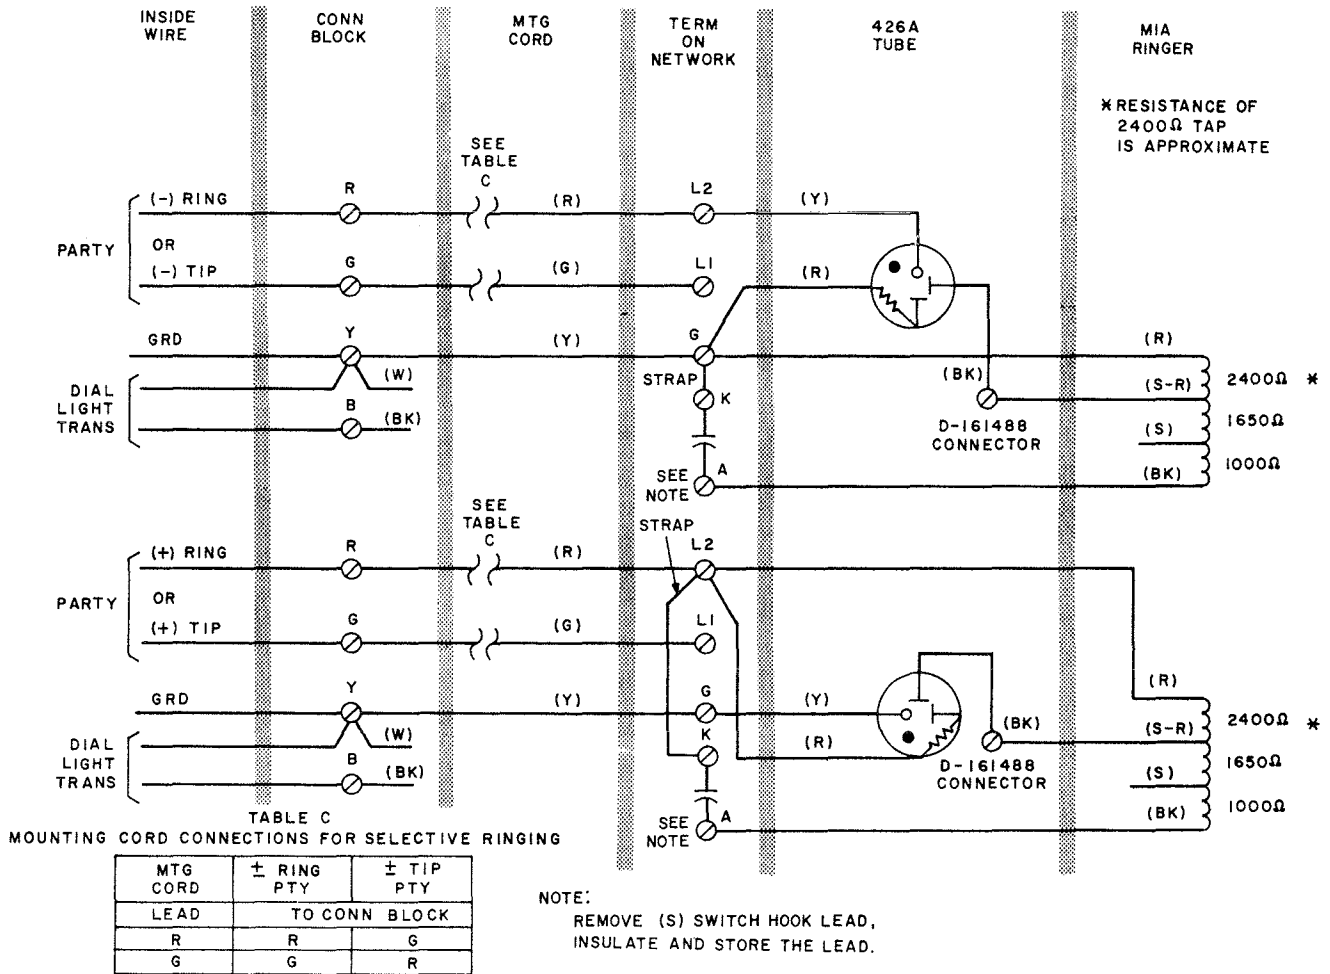 INSIDE WIRE
CONN BLOCK
MTG CORD
TERM ON NETWORK
426A TUBE
MIA RINGER
*RESISTANCE OF
2400Ω TAP
IS APPROXIMATE
SEE TABLE C
PARTY
(-) RING
R
(R)
L2
(Y)
OR
(-) TIP
G
(G)
L1
(R)
GRD
Y
(Y)
G
(R)
DIAL LIGHT TRANS
(W)
B
(BK)
STRAP
K
(BK)
(S-R)
2400Ω *
D-161488 CONNECTOR
1650Ω
(S)
1000Ω
SEE NOTE
A
(BK)
SEE TABLE C
STRAP
PARTY
(+) RING
R
(R)
L2
OR
(+) TIP
G
(G)
L1
(R)
GRD
Y
(Y)
G
(Y)
DIAL LIGHT TRANS
(W)
B
(BK)
K
(R)
(BK)
(S-R)
2400Ω *
D-161488 CONNECTOR
1650Ω
(S)
1000Ω
SEE NOTE
A
(BK)
TABLE C
MOUNTING CORD CONNECTIONS FOR SELECTIVE RINGING
MTG CORD ± RING PTY ± TIP PTY
LEAD TO CONN BLOCK
R R G
G G R
NOTE:
REMOVE (S) SWITCH HOOK LEAD,
INSULATE AND STORE THE LEAD.